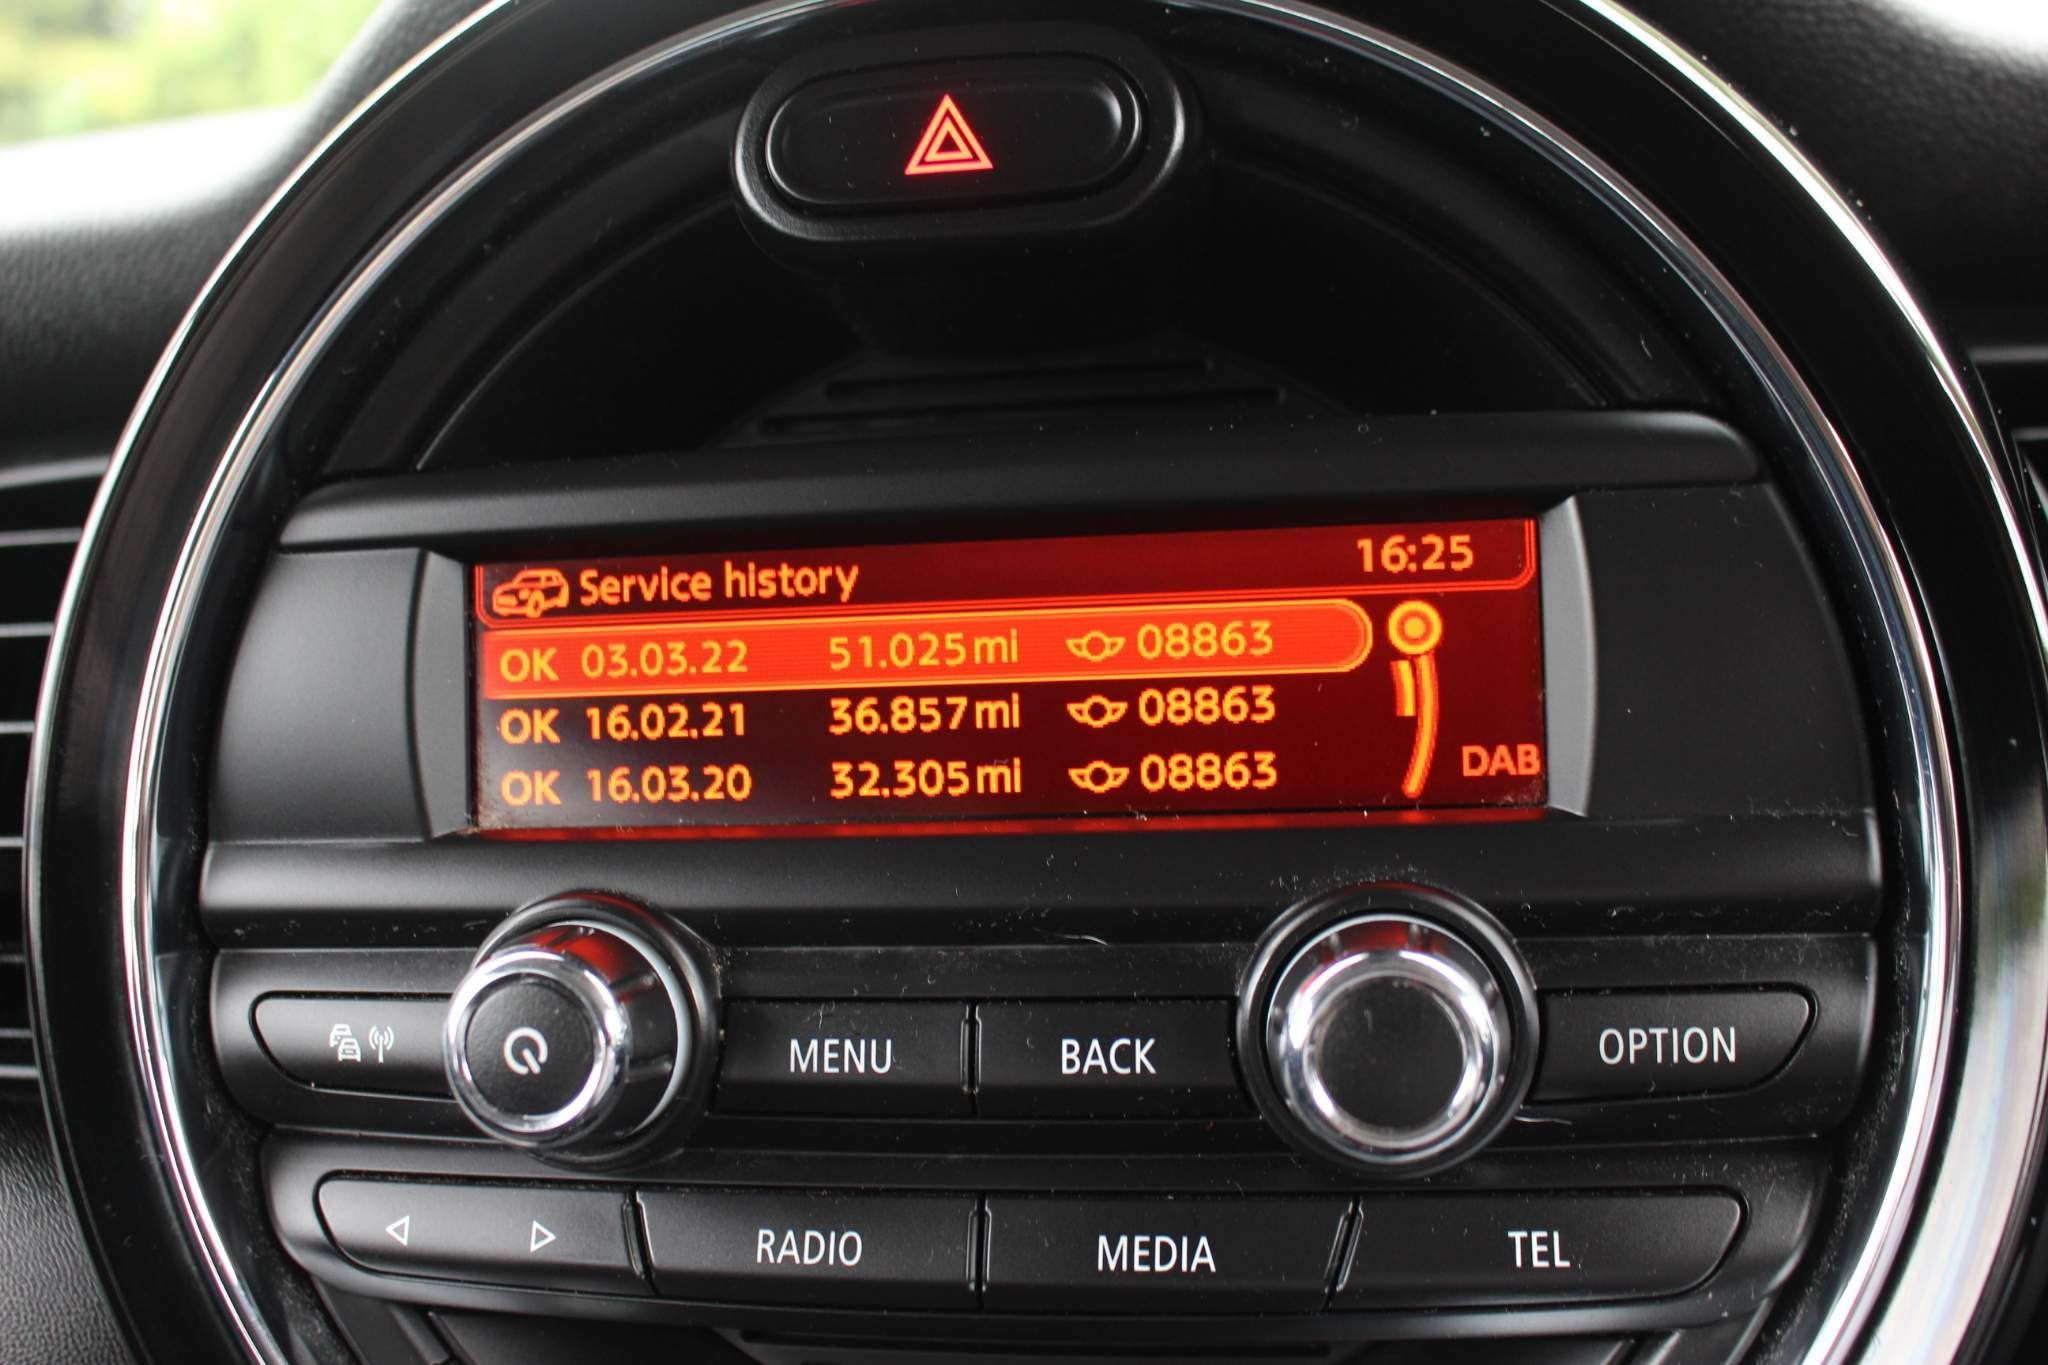 Service history 16:25
OK 03.03.22 51.025mi 08863
OK 16.02.21 36.857mi 08863
OK 16.03.20 32.305mi 08863
DAB
MENU BACK OPTION
RADIO MEDIA TEL